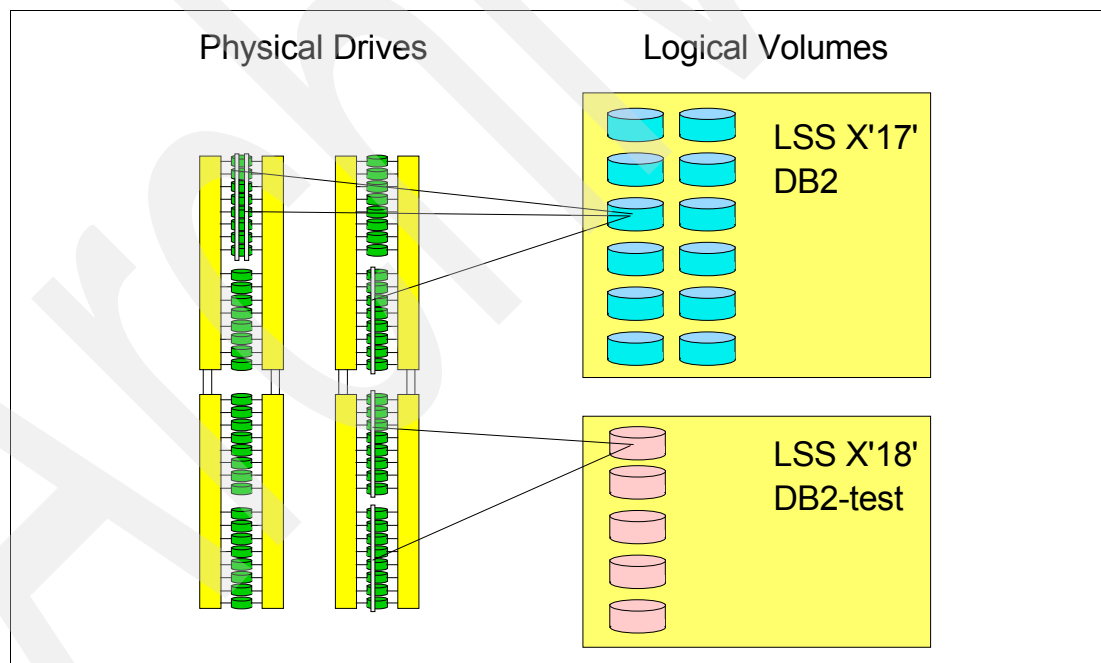 Physical Drives
Logical Volumes
LSS X'17'
DB2
LSS X'18'
DB2-test